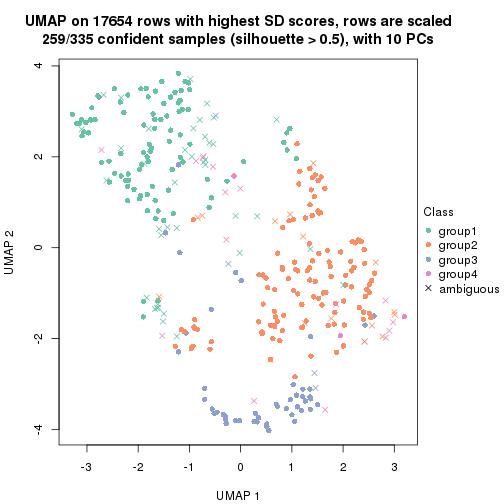 UMAP on 17654 rows with highest SD scores, rows are scaled
259/335 confident samples (silhouette > 0.5), with 10 PCs
4
2
0
-2
-4
UMAP 2
-3 -2 -1 0 1 2 3
UMAP 1
Class
group1
group2
group3
group4
ambiguous